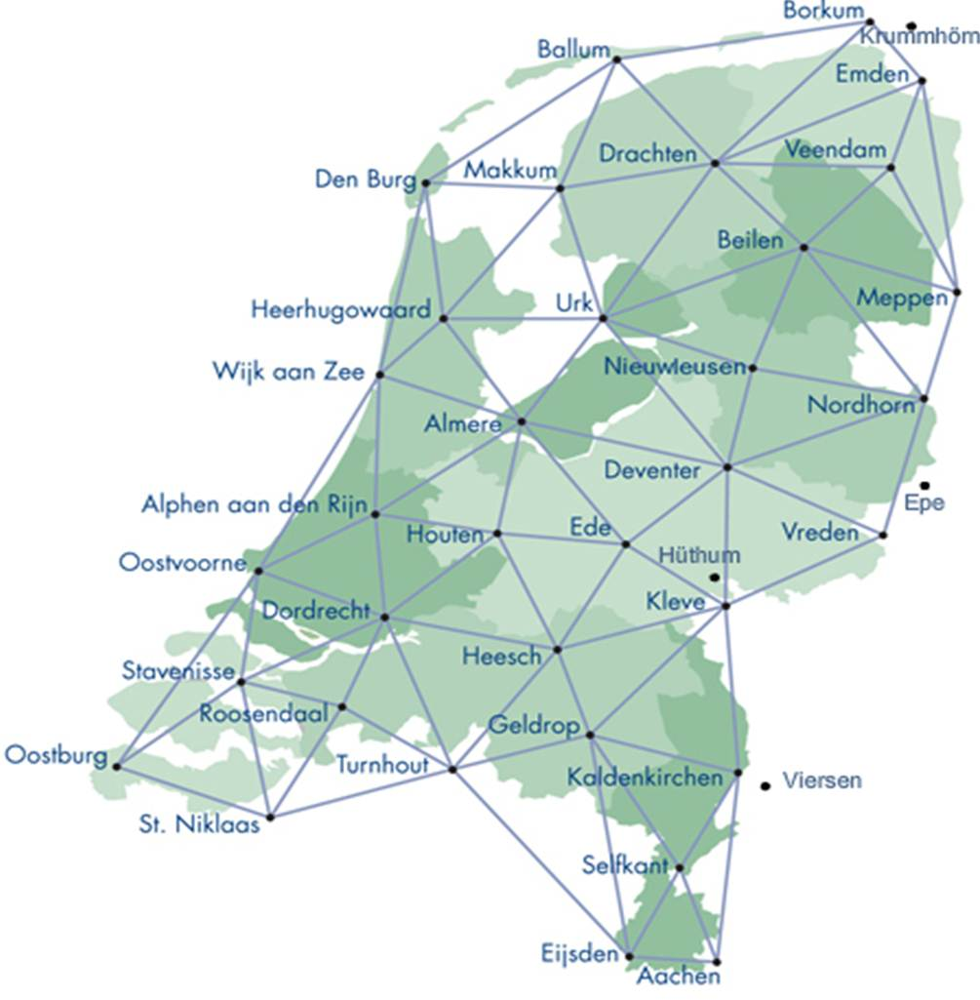 Borkum
Krummhörn
Ballum
Emden
Drachten
Veendam
Makkum
Den Burg
Beilen
Meppen
Heerhugowaard
Urk
Wijk aan Zee
Nieuwleusen
Nordhorn
Almere
Deventer
Epe
Alphen aan den Rijn
Houten
Ede
Vreden
Hüthum
Oostvoorne
Kleve
Dordrecht
Heesch
Stavenisse
Roosendaal
Geldrop
Oostburg
Turnhout
Kaldenkirchen
Viersen
St. Niklaas
Selfkant
Eijsden
Aachen